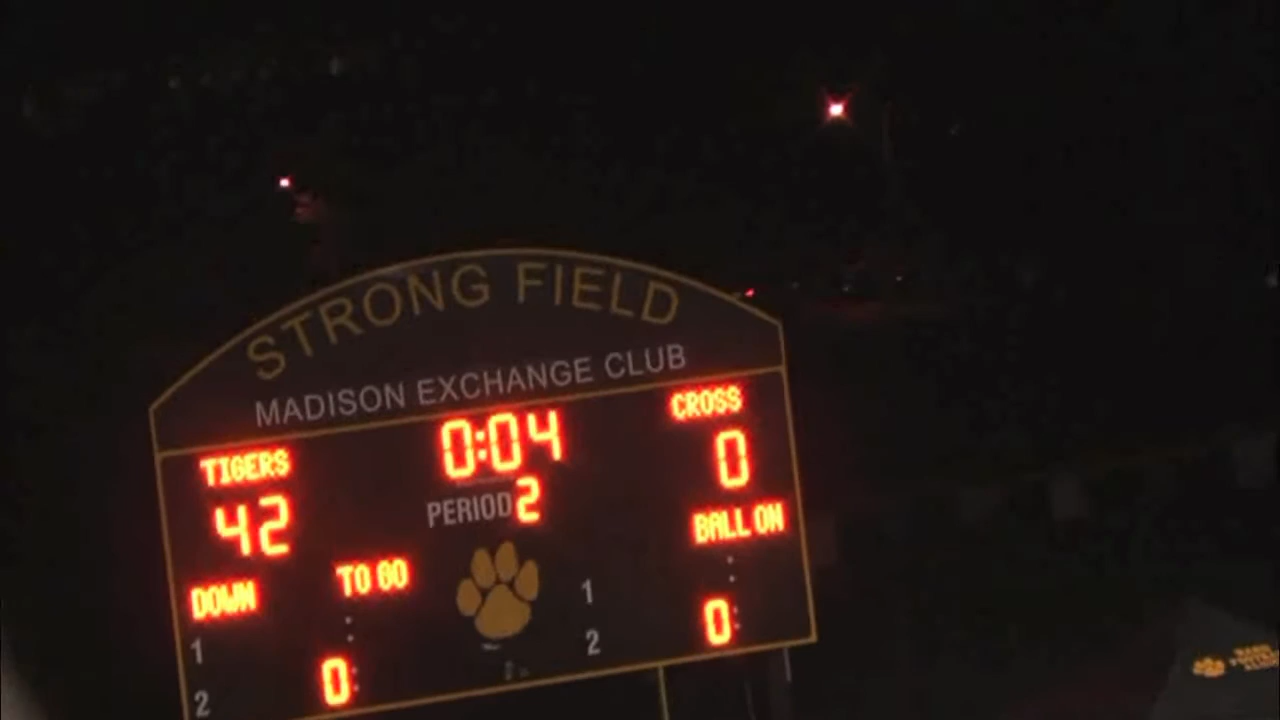 STRONG FIELD
MADISON EXCHANGE CLUB
TIGERS 0:04 CROSS
42 PERIOD 2 0
DOWN TO GO BALL ON
1 1
2 0 2 0